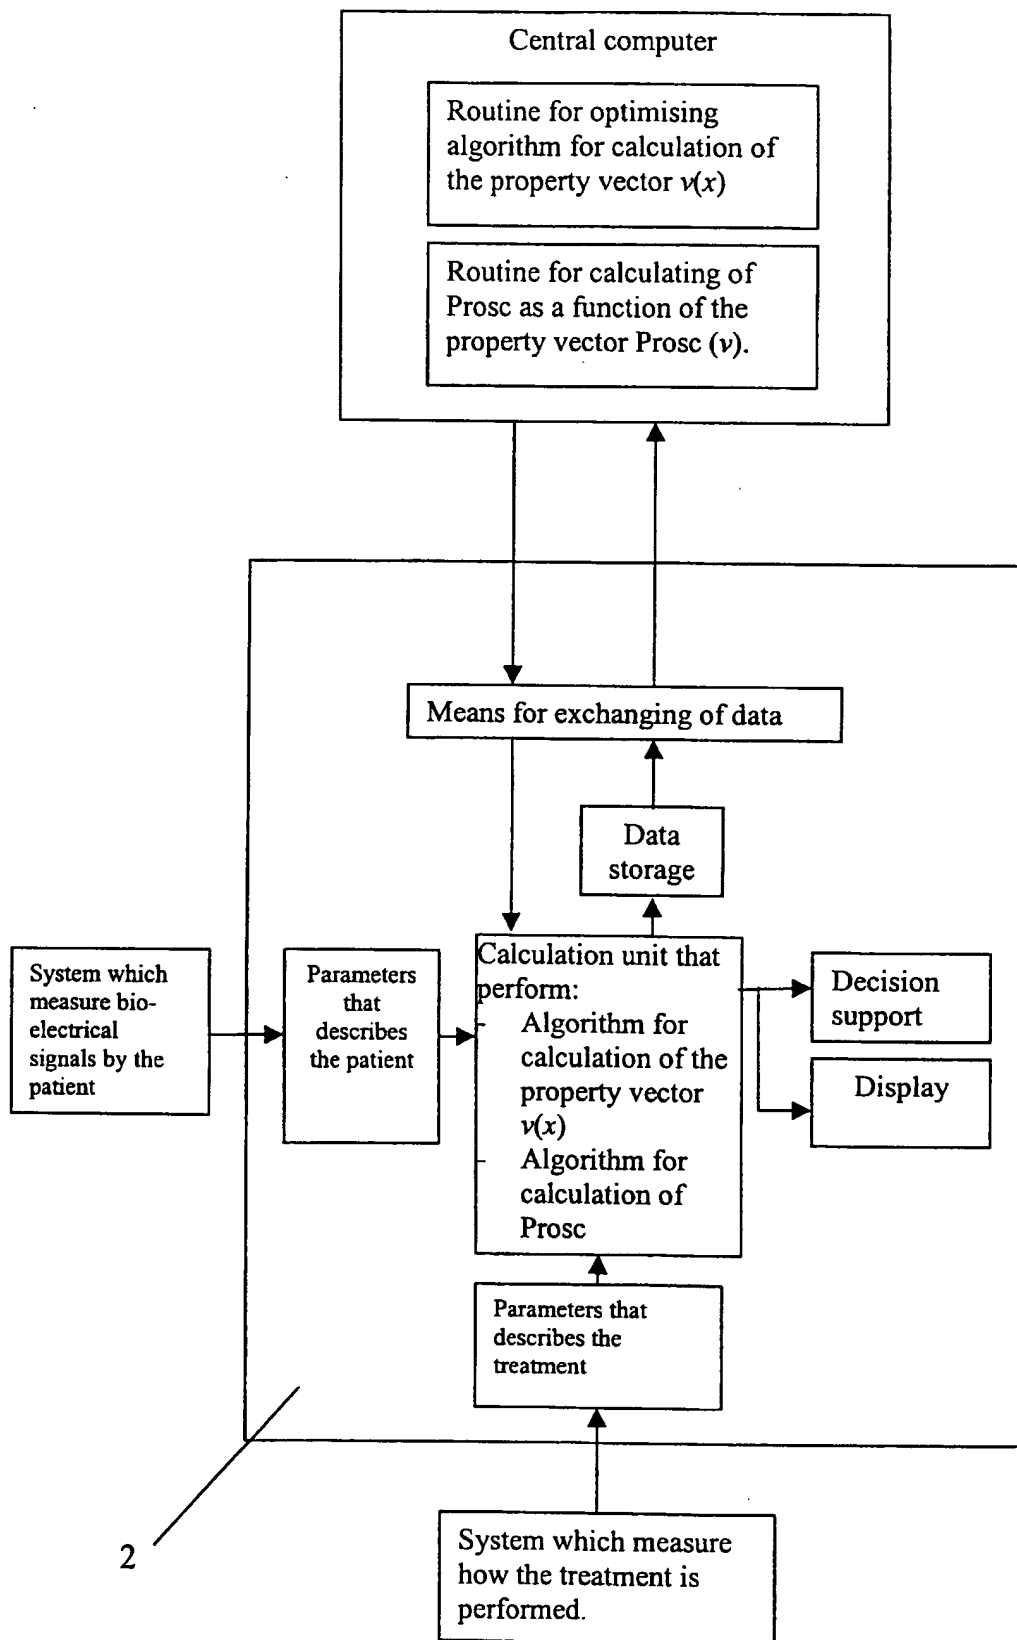 Central computer
Routine for optimising
algorithm for calculation of
the property vector v(x)
Routine for calculating of
Prosc as a function of the
property vector Prosc (v).
Means for exchanging of data
Data
storage
System which
measure bio-
electrical
signals by the
patient
Parameters
that
describes
the patient
Calculation unit that
perform:
- Algorithm for
calculation of the
property vector
v(x)
- Algorithm for
calculation of
Prosc
Decision
support
Display
Parameters that
describes the
treatment
2
System which measure
how the treatment is
performed.